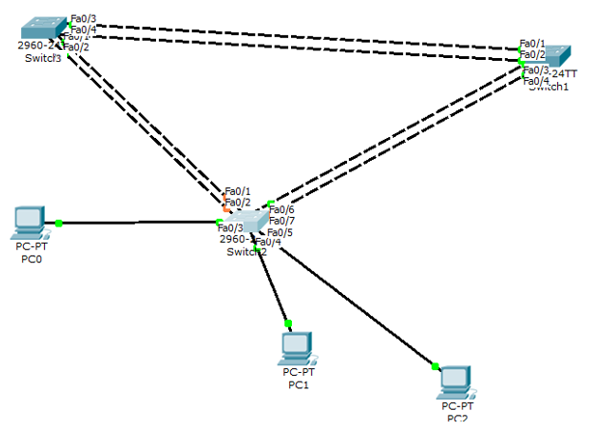 Fa0/3
Fa0/4
Fa0/1
Fa0/2
2960-24
Switch3
Fa0/1
Fa0/2
Fa0/3
Fa0/4
24TT
Switch1
Fa0/1
Fa0/2
Fa0/6
Fa0/7
Fa0/3
Fa0/5
2960-2
Fa0/4
Switch2
PC-PT
PC0
PC-PT
PC1
PC-PT
PC2